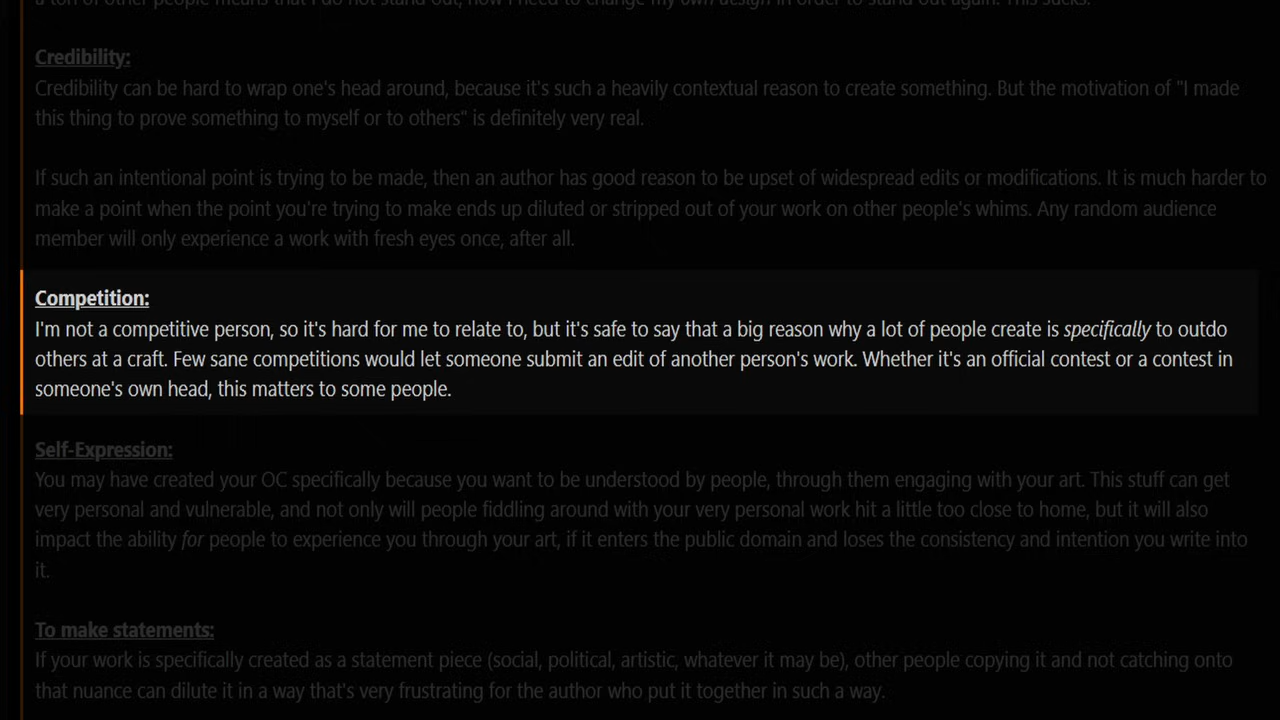 a ton of other people means that I do not stand out, now I need to change my own design in order to stand out again. This sucks.
Credibility:
Credibility can be hard to wrap one's head around, because it's such a heavily contextual reason to create something. But the motivation of "I made
this thing to prove something to myself or to others" is definitely very real.
If such an intentional point is trying to be made, then an author has good reason to be upset of widespread edits or modifications. It is much harder to
make a point when the point you're trying to make ends up diluted or stripped out of your work on other people's whims. Any random audience
member will only experience a work with fresh eyes once, after all.
Competition:
I'm not a competitive person, so it's hard for me to relate to, but it's safe to say that a big reason why a lot of people create is specifically to outdo
others at a craft. Few sane competitions would let someone submit an edit of another person's work. Whether it's an official contest or a contest in
someone's own head, this matters to some people.
Self-Expression:
You may have created your OC specifically because you want to be understood by people, through them engaging with your art. This stuff can get
very personal and vulnerable, and not only will people fiddling around with your very personal work hit a little too close to home, but it will also
impact the ability for people to experience you through your art, if it enters the public domain and loses the consistency and intention you write into
it.
To make statements:
If your work is specifically created as a statement piece (social, political, artistic, whatever it may be), other people copying it and not catching onto
that nuance can dilute it in a way that's very frustrating for the author who put it together in such a way.